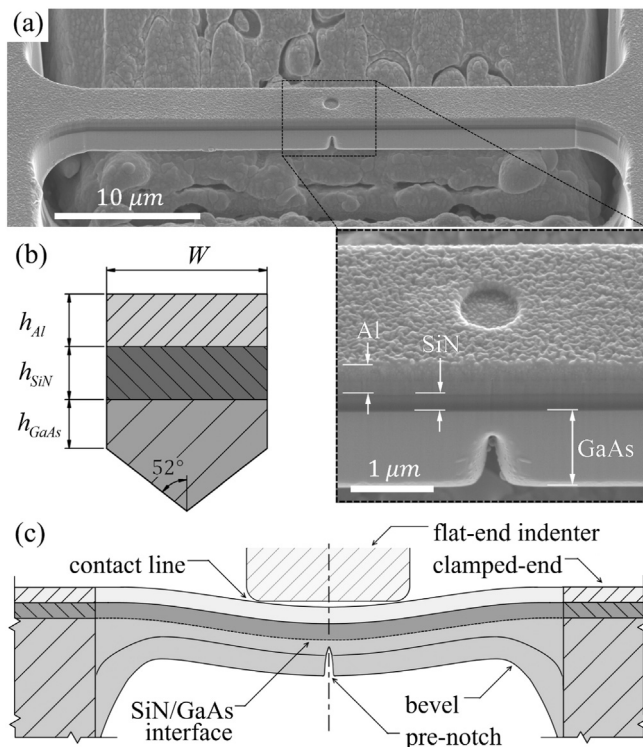 (a)
10 μm
(b)
W
h_Al
h_SiN
h_GaAs
52°
Al
SiN
GaAs
1 μm
(c)
flat-end indenter
contact line
clamped-end
SiN/GaAs
interface
bevel
pre-notch